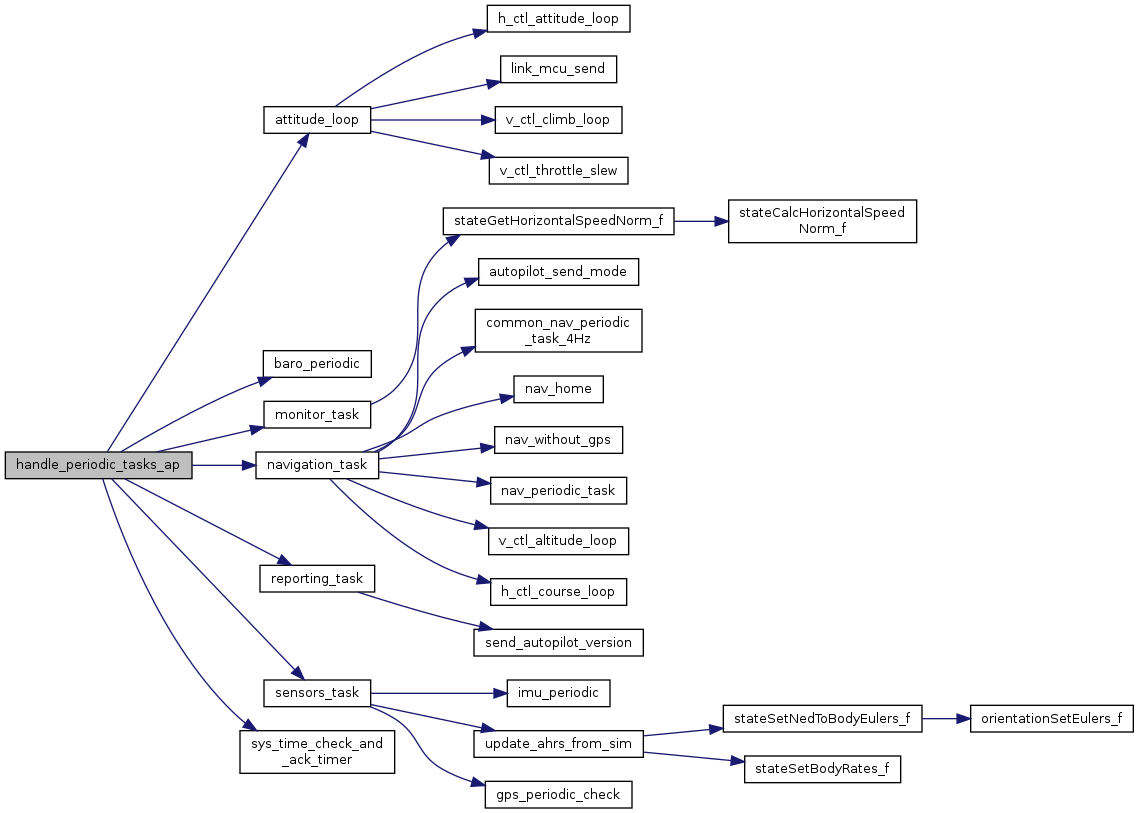 h_ctl_attitude_loop
link_mcu_send
attitude_loop
v_ctl_climb_loop
v_ctl_throttle_slew
stateGetHorizontalSpeedNorm_f
stateCalcHorizontalSpeed
Norm_f
autopilot_send_mode
common_nav_periodic
_task_4Hz
baro_periodic
nav_home
monitor_task
nav_without_gps
handle_periodic_tasks_ap
navigation_task
nav_periodic_task
v_ctl_altitude_loop
reporting_task
h_ctl_course_loop
send_autopilot_version
sensors_task
imu_periodic
stateSetNedToBodyEulers_f
orientationSetEulers_f
sys_time_check_and
_ack_timer
update_ahrs_from_sim
stateSetBodyRates_f
gps_periodic_check